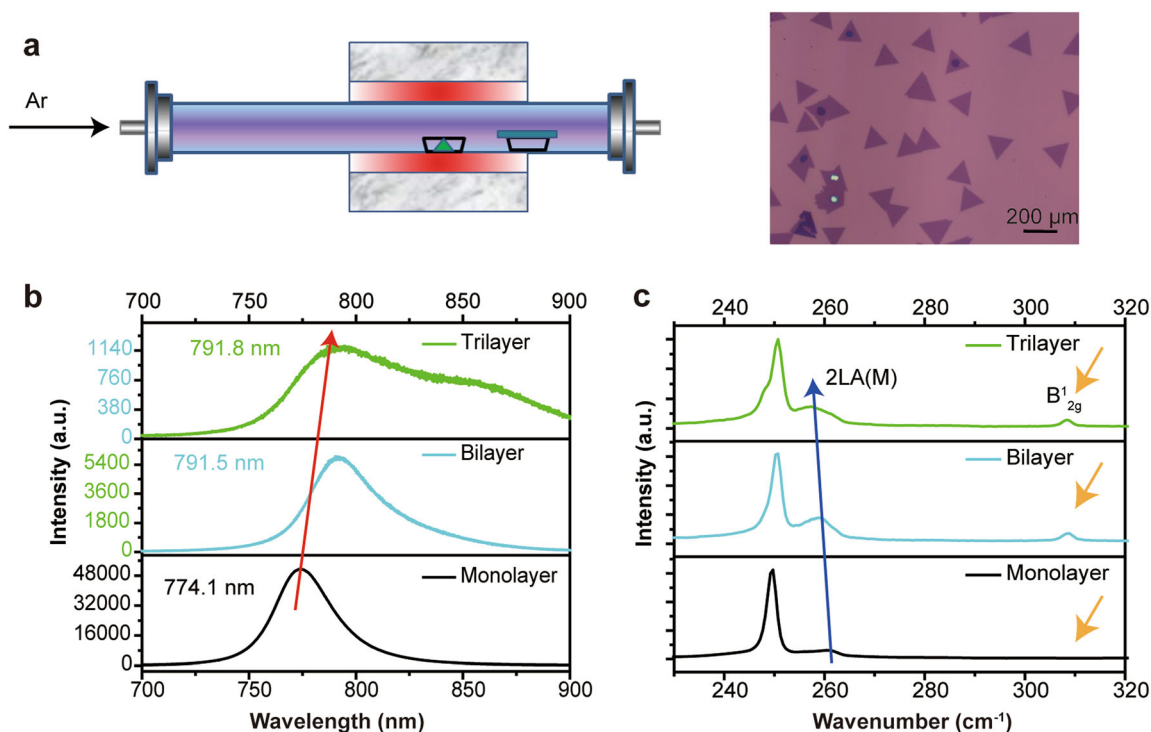 a
Ar
200 µm
b
700 750 800 850 900
Intensity (a.u.)
1140
760
380
0
791.8 nm
Trilayer
5400
3600
1800
0
791.5 nm
Bilayer
48000
32000
16000
0
774.1 nm
Monolayer
700 750 800 850 900
Wavelength (nm)
c
240 260 280 300 320
Intensity (a.u.)
Trilayer
2LA(M)
B¹₂g
Bilayer
Monolayer
240 260 280 300 320
Wavenumber (cm⁻¹)